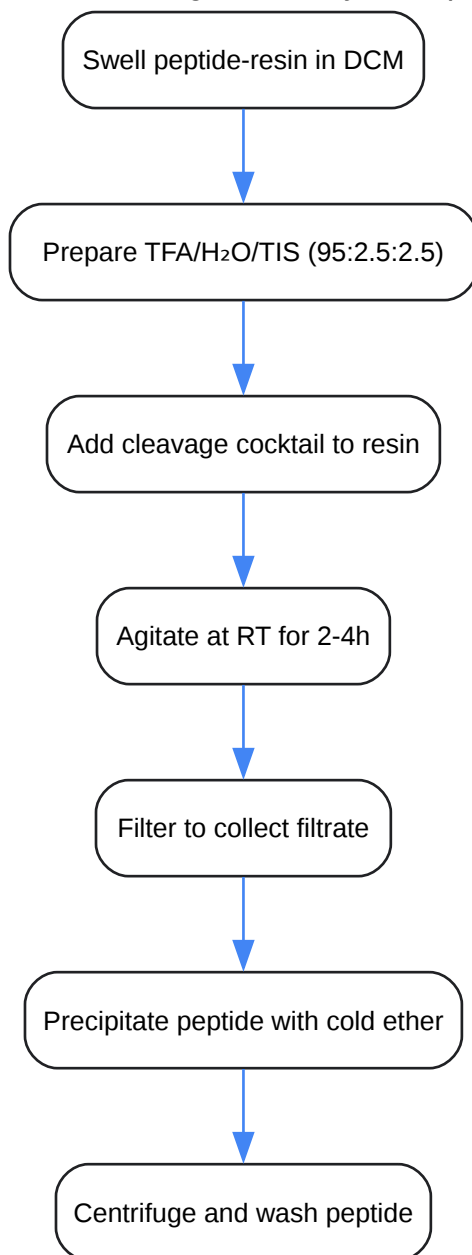 Swell peptide-resin in DCM
Prepare TFA/H₂O/TIS (95:2.5:2.5)
Add cleavage cocktail to resin
Agitate at RT for 2-4h
Filter to collect filtrate
Precipitate peptide with cold ether
Centrifuge and wash peptide